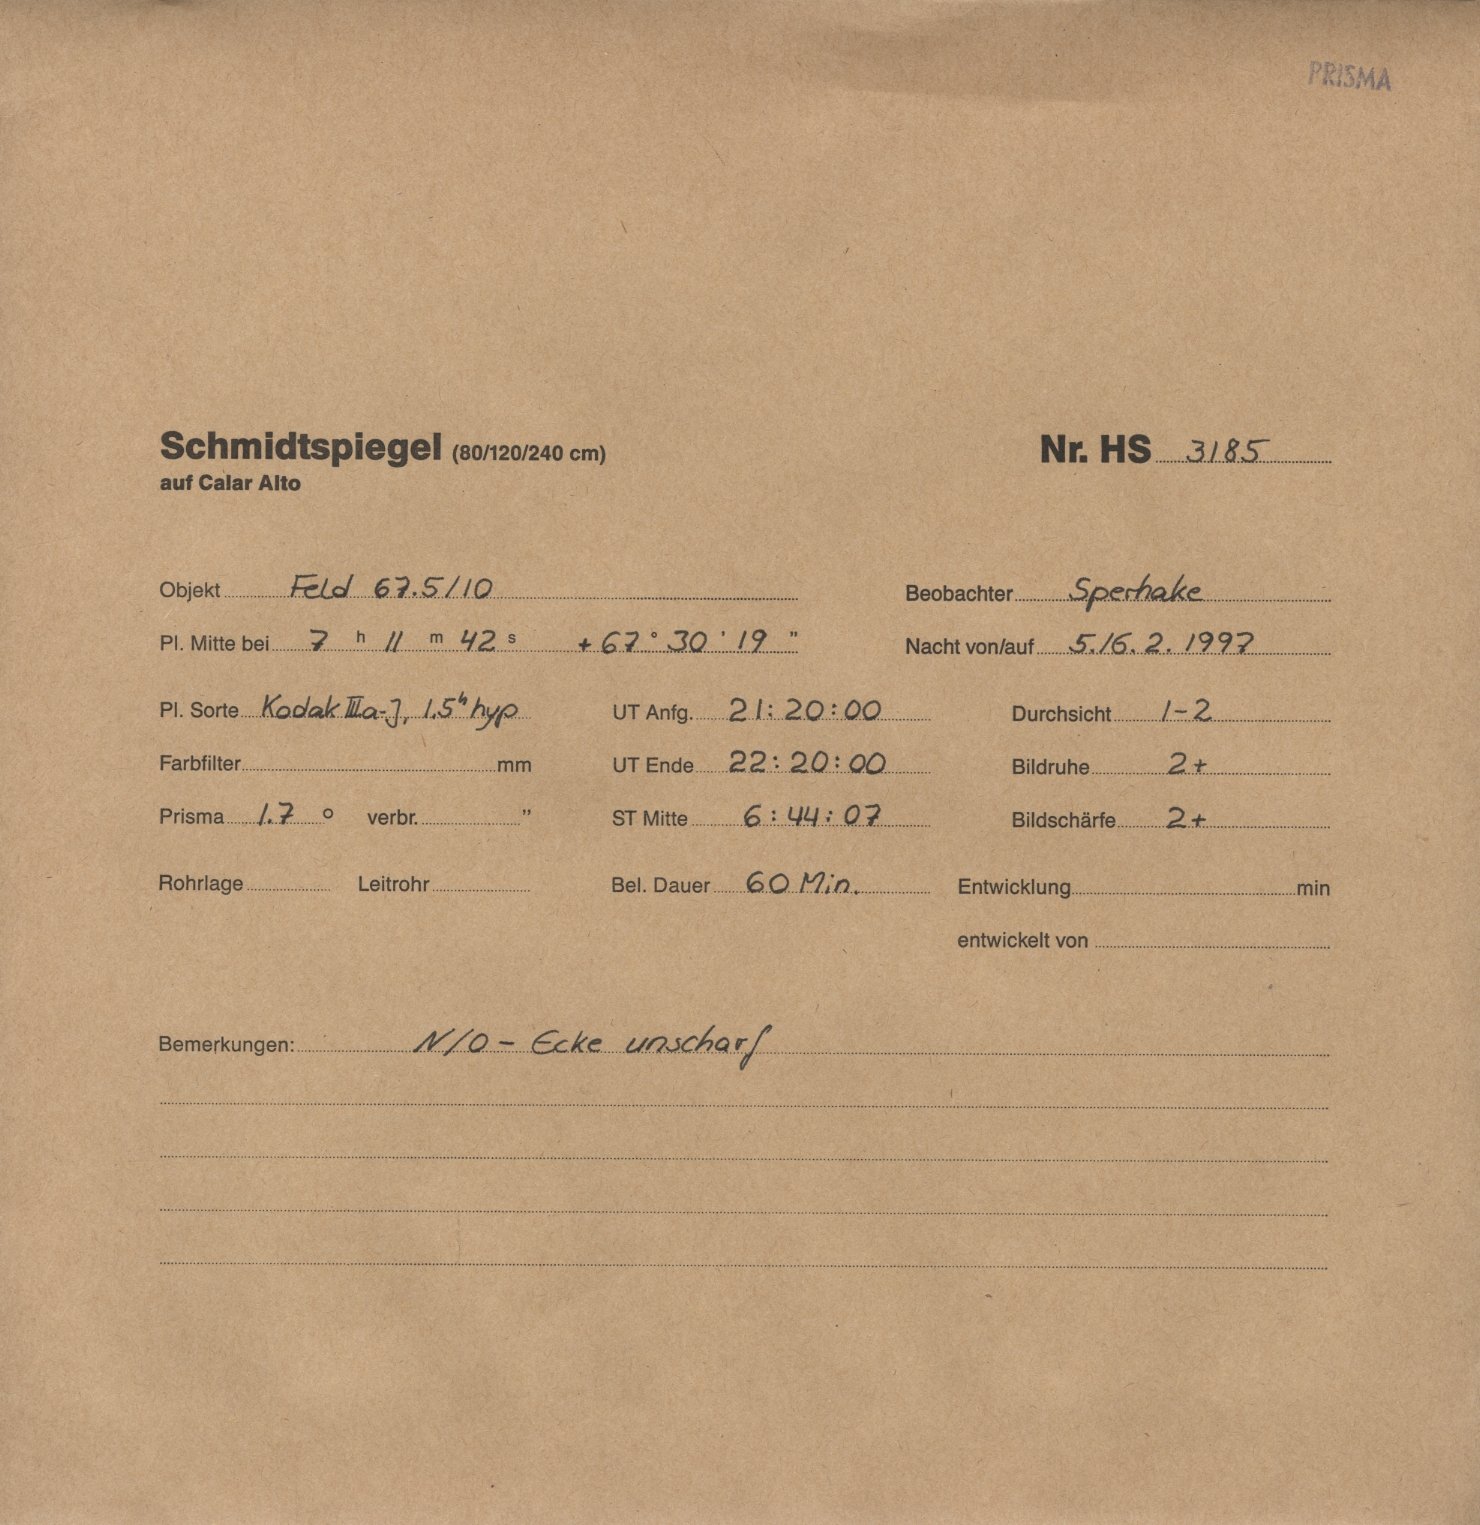 PRISMA
Schmidtspiegel (80/120/240 cm) Nr. HS 3185
auf Calar Alto
Objekt Feld 67.5/10 Beobachter Sperhake
Pl. Mitte bei 7 h 11 m 42 s + 67 ° 30 ' 19 " Nacht von/auf 5./6. 2. 1997
Pl. Sorte Kodak IIIa-J, 1.5h hyp UT Anfg. 21:20:00 Durchsicht 1-2
Farbfilter mm UT Ende 22:20:00 Bildruhe 2+
Prisma 1.7 ° verbr. " ST Mitte 6:44:07 Bildschärfe 2+
Rohrlage Leitrohr Bel. Dauer 60 Min. Entwicklung min
entwickelt von
Bemerkungen: N/O - Ecke unscharf